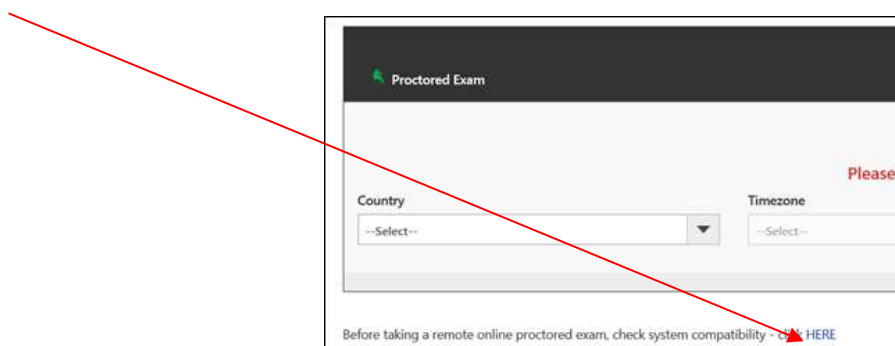 Proctored Exam
Please
Country Timezone
--Select-- --Select--
Before taking a remote online proctored exam, check system compatibility - click HERE